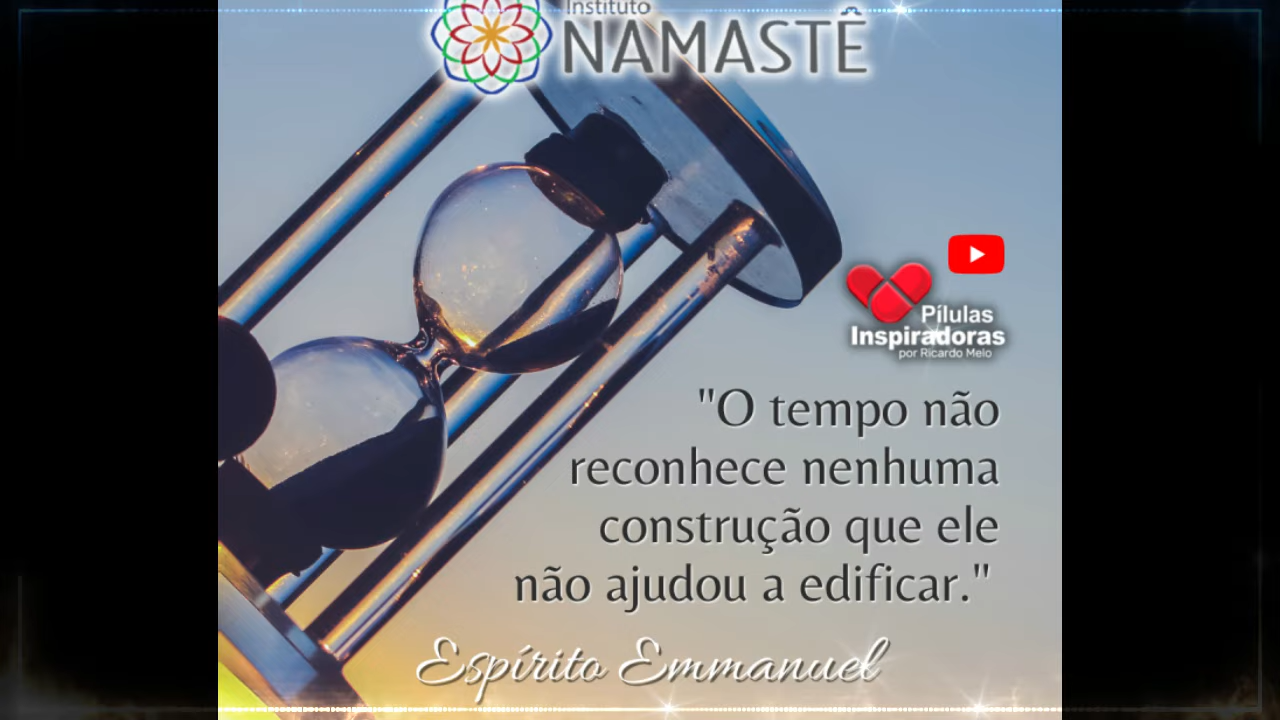 Instituto
NAMASTÊ
Pílulas
Inspiradoras
por Ricardo Melo
"O tempo não
reconhece nenhuma
construção que ele
não ajudou a edificar."
Espírito Emmanuel